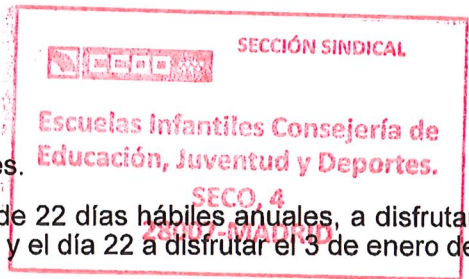 SECCIÓN SINDICAL
CCOO
Escuelas Infantiles Consejería de
Educación, Juventud y Deportes.
es.
SECO, 4
de 22 días hábiles anuales, a disfruta
28007-MADRID
y el día 22 a disfrutar el 3 de enero de